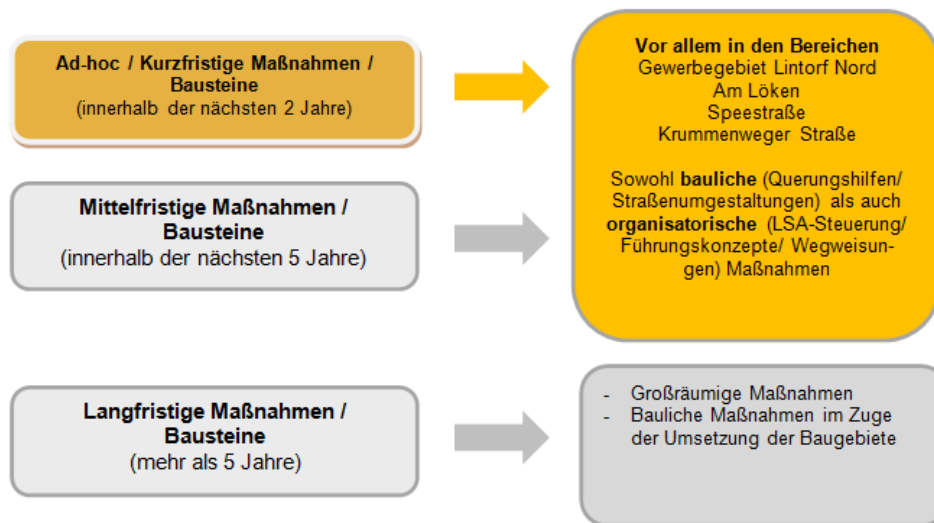 Ad-hoc / Kurzfristige Maßnahmen /
Bausteine
(innerhalb der nächsten 2 Jahre)
Vor allem in den Bereichen
Gewerbegebiet Lintorf Nord
Am Löken
Speestraße
Krummenweger Straße
Sowohl bauliche (Querungshilfen/
Straßenumgestaltungen) als auch
organisatorische (LSA-Steuerung/
Führungskonzepte/ Wegweisun-
gen) Maßnahmen
Mittelfristige Maßnahmen /
Bausteine
(innerhalb der nächsten 5 Jahre)
Langfristige Maßnahmen /
Bausteine
(mehr als 5 Jahre)
- Großräumige Maßnahmen
- Bauliche Maßnahmen im Zuge
der Umsetzung der Baugebiete